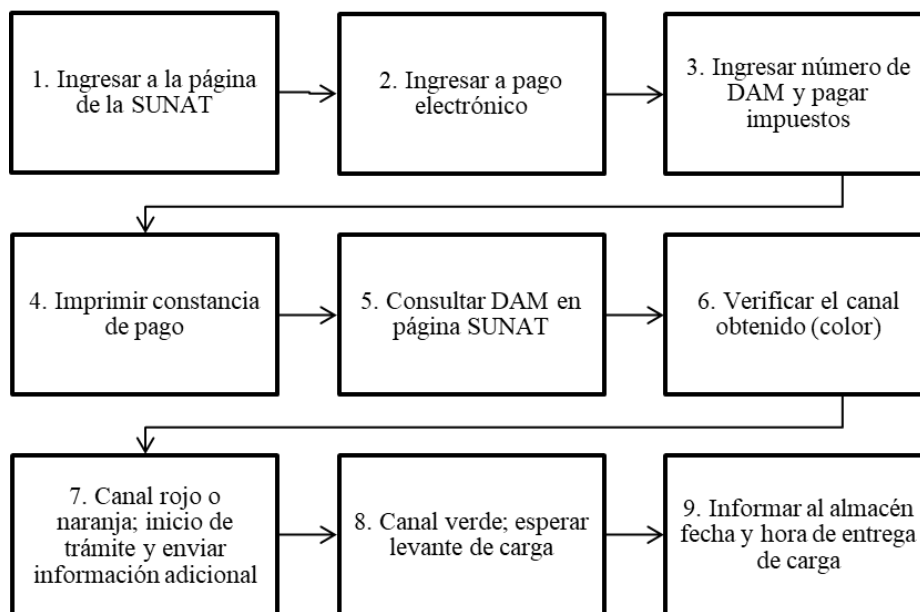 1. Ingresar a la página
de la SUNAT
2. Ingresar a pago
electrónico
3. Ingresar número de
DAM y pagar
impuestos
4. Imprimir constancia
de pago
5. Consultar DAM en
página SUNAT
6. Verificar el canal
obtenido (color)
7. Canal rojo o
naranja; inicio de
trámite y enviar
información adicional
8. Canal verde; esperar
levante de carga
9. Informar al almacén
fecha y hora de entrega
de carga